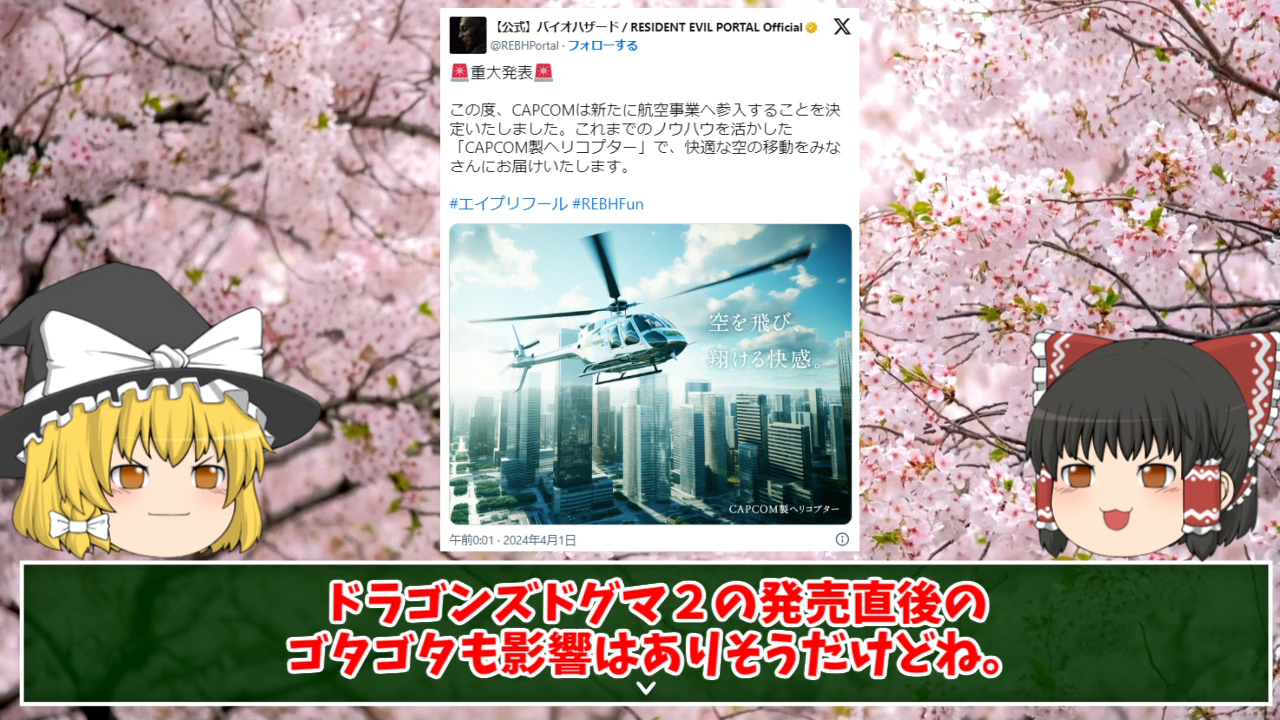 【公式】バイオハザード / RESIDENT EVIL PORTAL Official
@REBHPortal · フォローする
🚨重大発表🚨
この度、CAPCOMは新たに航空事業へ参入することを決
定いたしました。これまでのノウハウを活かした
「CAPCOM製ヘリコプター」で、快適な空の移動をみな
さんにお届けいたします。
#エイプリフール #REBHFun
空を飛び、
翔ける快感。
CAPCOM製ヘリコプター
午前0:01 · 2024年4月1日
ドラゴンズドグマ２の発売直後の
ゴタゴタも影響はありそうだけどね。